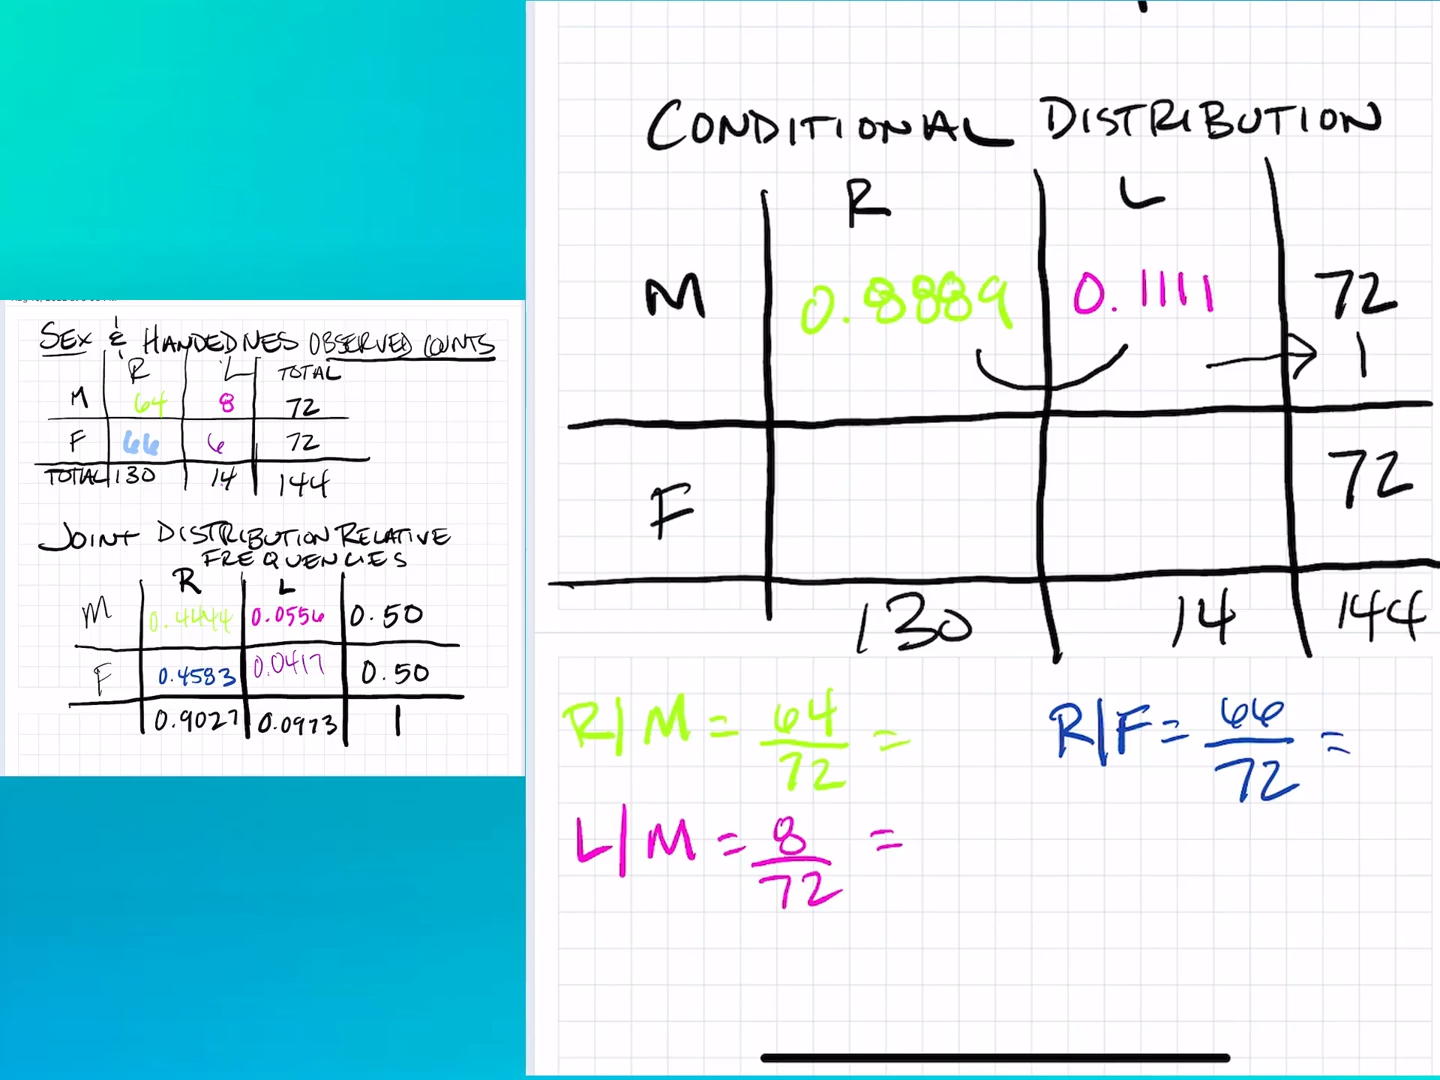 SEX & HANDEDNES OBSERVED COUNTS
R L TOTAL
M 64 8 72
F 66 6 72
TOTAL 130 14 144
JOINT DISTRIBUTION RELATIVE
FREQUENCIES
R L
M 0.4444 0.0556 0.50
F 0.4583 0.0417 0.50
0.9027 0.0973 1
CONDITIONAL DISTRIBUTION
R L
M 0.8889 0.1111 72
1
F 72
130 14 144
R|M = 64/72 =
R|F = 66/72 =
L|M = 8/72 =